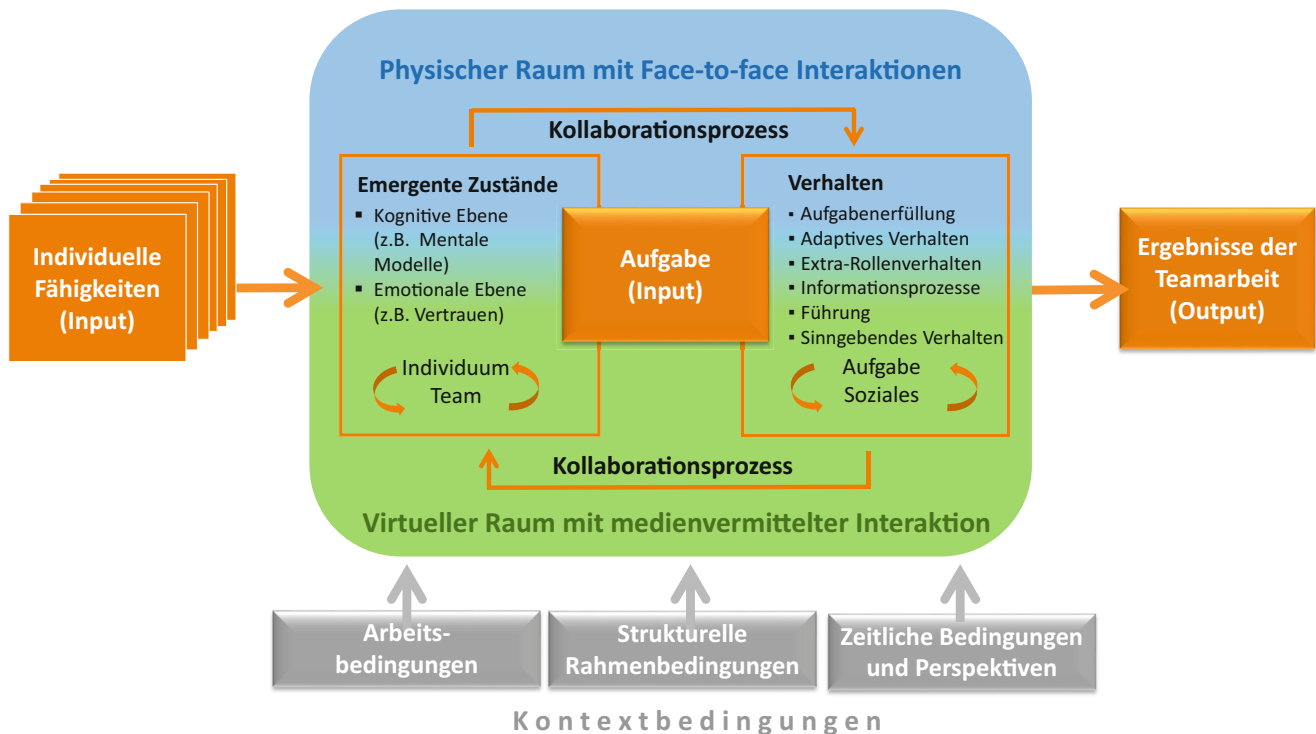 Physischer Raum mit Face-to-face Interaktionen
Kollaborationsprozess
Individuelle
Fähigkeiten
(Input)
Emergente Zustände
▪ Kognitive Ebene
(z.B. Mentale
Modelle)
▪ Emotionale Ebene
(z.B. Vertrauen)
Individuum
Team
Aufgabe
(Input)
Verhalten
▪ Aufgabenerfüllung
▪ Adaptives Verhalten
▪ Extra-Rollenverhalten
▪ Informationsprozesse
▪ Führung
▪ Sinngebendes Verhalten
Aufgabe
Soziales
Ergebnisse der
Teamarbeit
(Output)
Kollaborationsprozess
Virtueller Raum mit medienvermittelter Interaktion
Arbeits-
bedingungen
Strukturelle
Rahmenbedingungen
Zeitliche Bedingungen
und Perspektiven
Kontextbedingungen